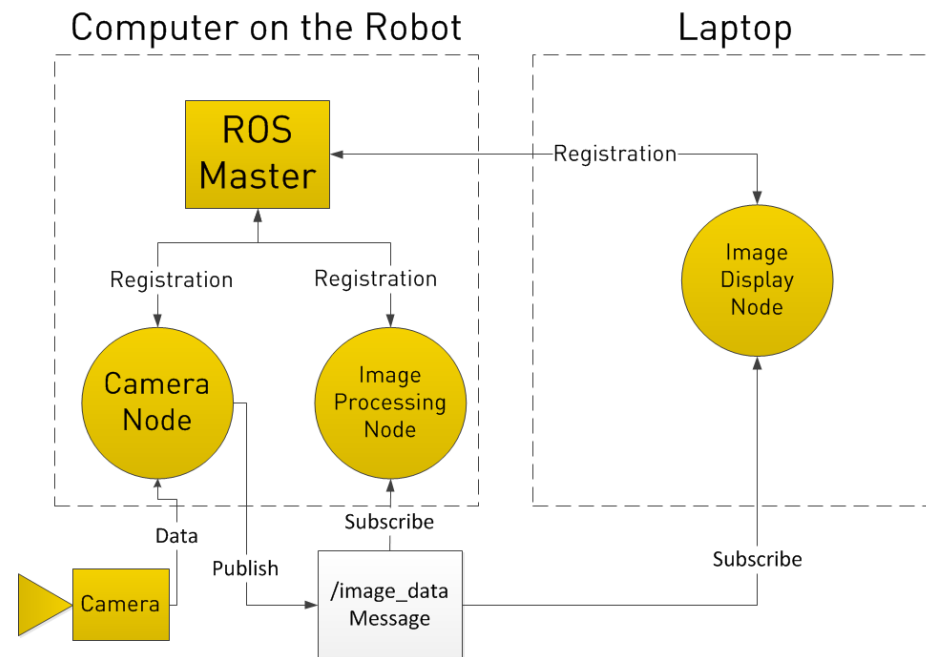 Computer on the Robot
Laptop
ROS
Master
Registration
Registration
Registration
Image
Display
Node
Camera
Node
Image
Processing
Node
Data
Publish
Subscribe
Subscribe
Camera
/image_data
Message